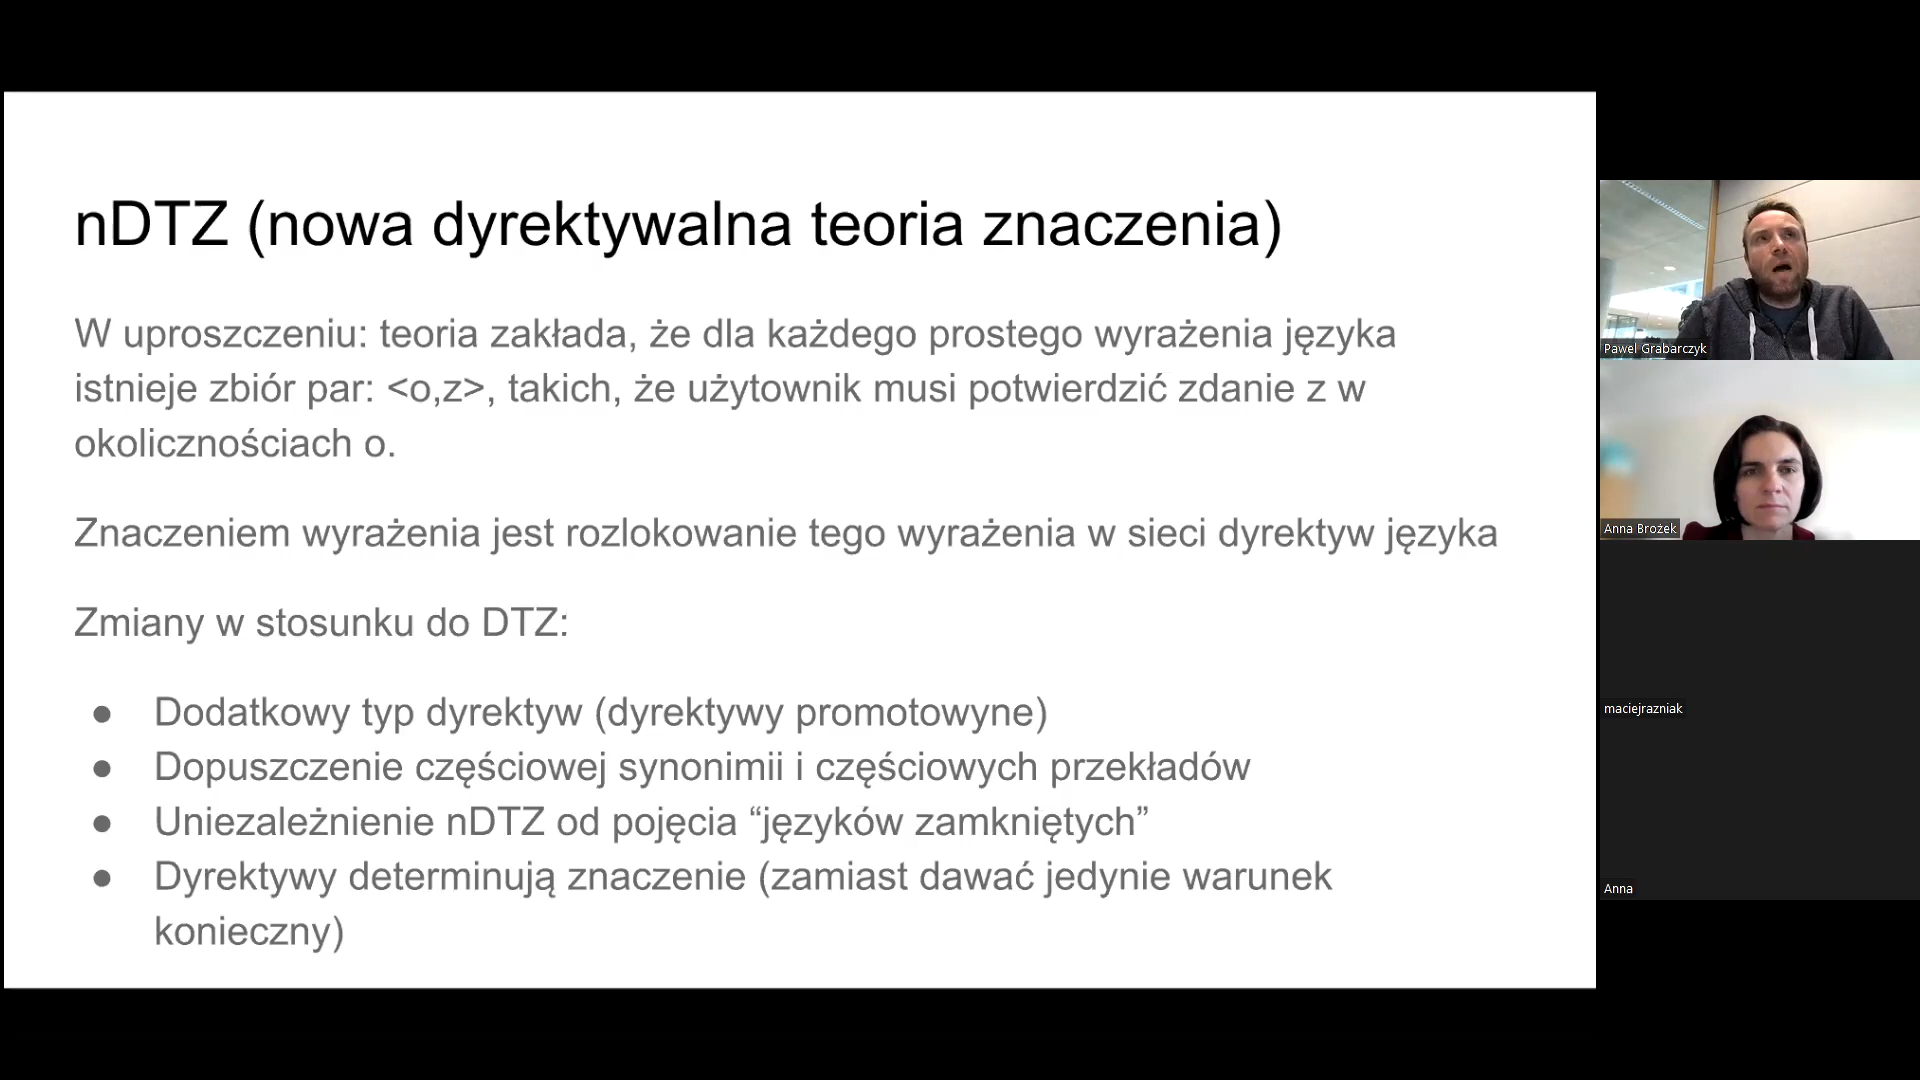 nDTZ (nowa dyrektywalna teoria znaczenia)
W uproszczeniu: teoria zakłada, że dla każdego prostego wyrażenia języka
istnieje zbiór par: <o,z>, takich, że użytownik musi potwierdzić zdanie z w
okolicznościach o.
Znaczeniem wyrażenia jest rozlokowanie tego wyrażenia w sieci dyrektyw języka
Zmiany w stosunku do DTZ:
● Dodatkowy typ dyrektyw (dyrektywy promotowyne)
● Dopuszczenie częściowej synonimii i częściowych przekładów
● Uniezależnienie nDTZ od pojęcia “języków zamkniętych”
● Dyrektywy determinują znaczenie (zamiast dawać jedynie warunek
konieczny)
Pawel Grabarczyk
Anna Brożek
maciejrazniak
Anna